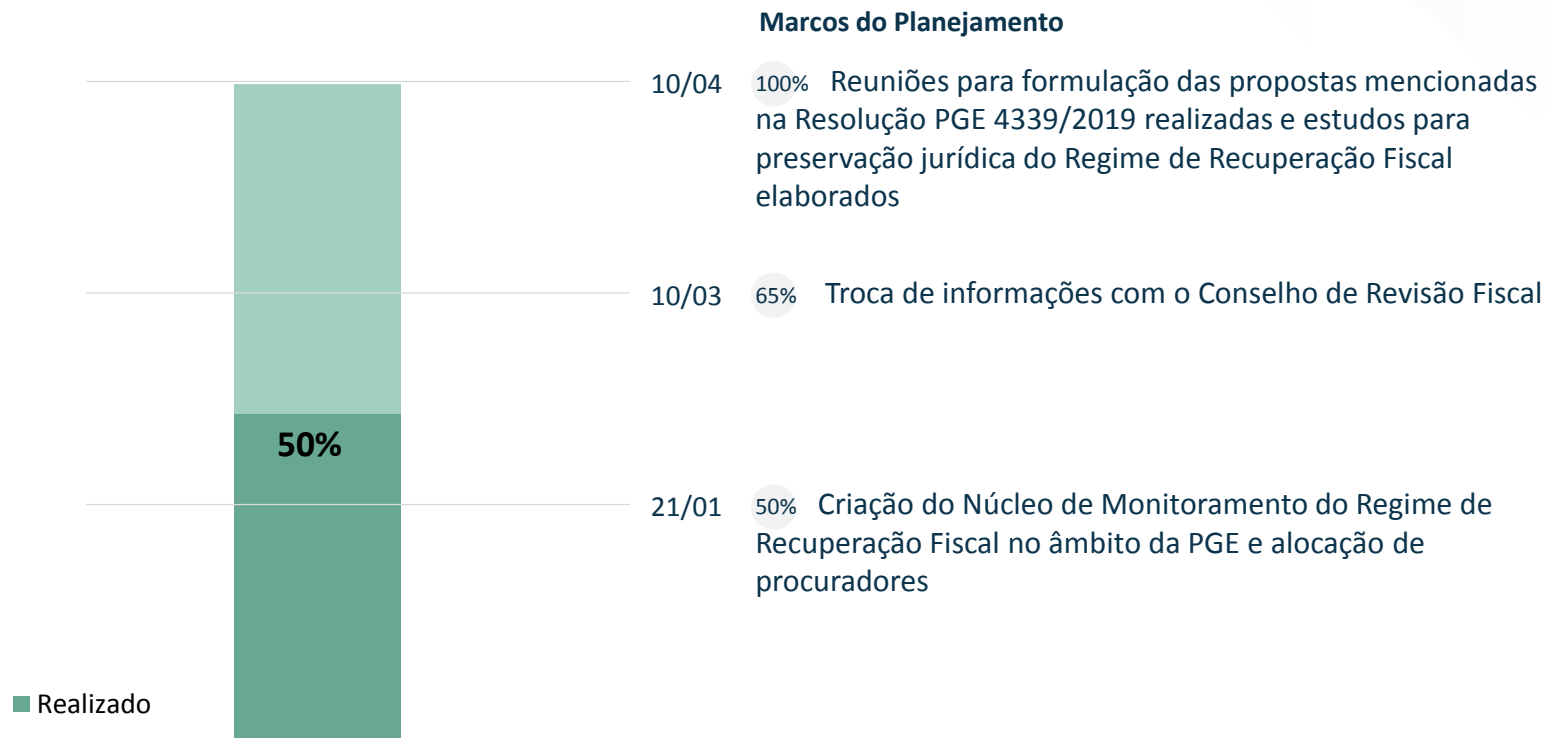 Marcos do Planejamento
10/04 100% Reuniões para formulação das propostas mencionadas
na Resolução PGE 4339/2019 realizadas e estudos para
preservação jurídica do Regime de Recuperação Fiscal
elaborados
10/03 65% Troca de informações com o Conselho de Revisão Fiscal
50%
21/01 50% Criação do Núcleo de Monitoramento do Regime de
Recuperação Fiscal no âmbito da PGE e alocação de
procuradores
Realizado